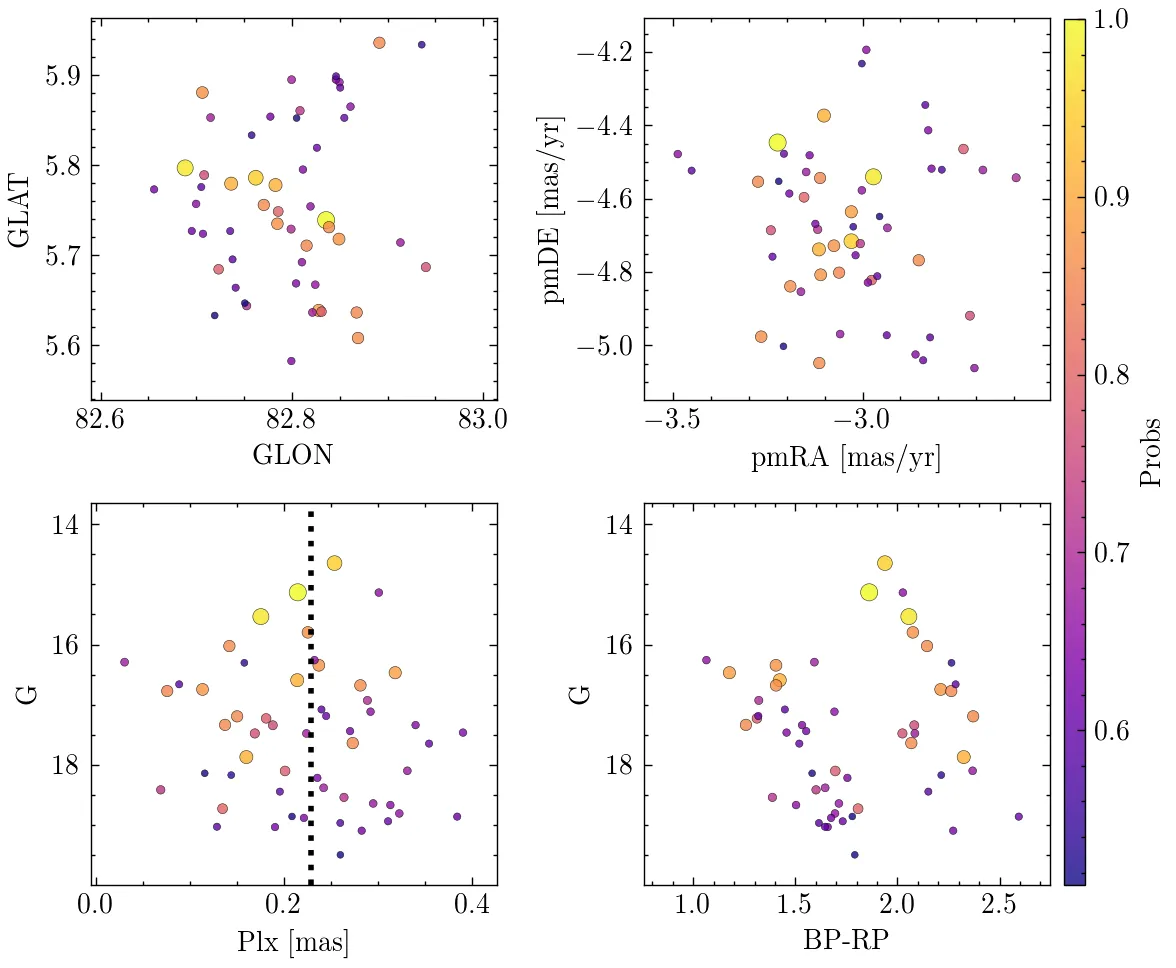 5.9
5.8
5.7
5.6
GLAT
82.6 82.8 83.0
GLON
−4.2
−4.4
−4.6
−4.8
−5.0
pmDE [mas/yr]
−3.5 −3.0
pmRA [mas/yr]
14
16
18
G
0.0 0.2 0.4
Plx [mas]
14
16
18
G
1.0 1.5 2.0 2.5
BP-RP
1.0
0.9
0.8
0.7
0.6
Probs